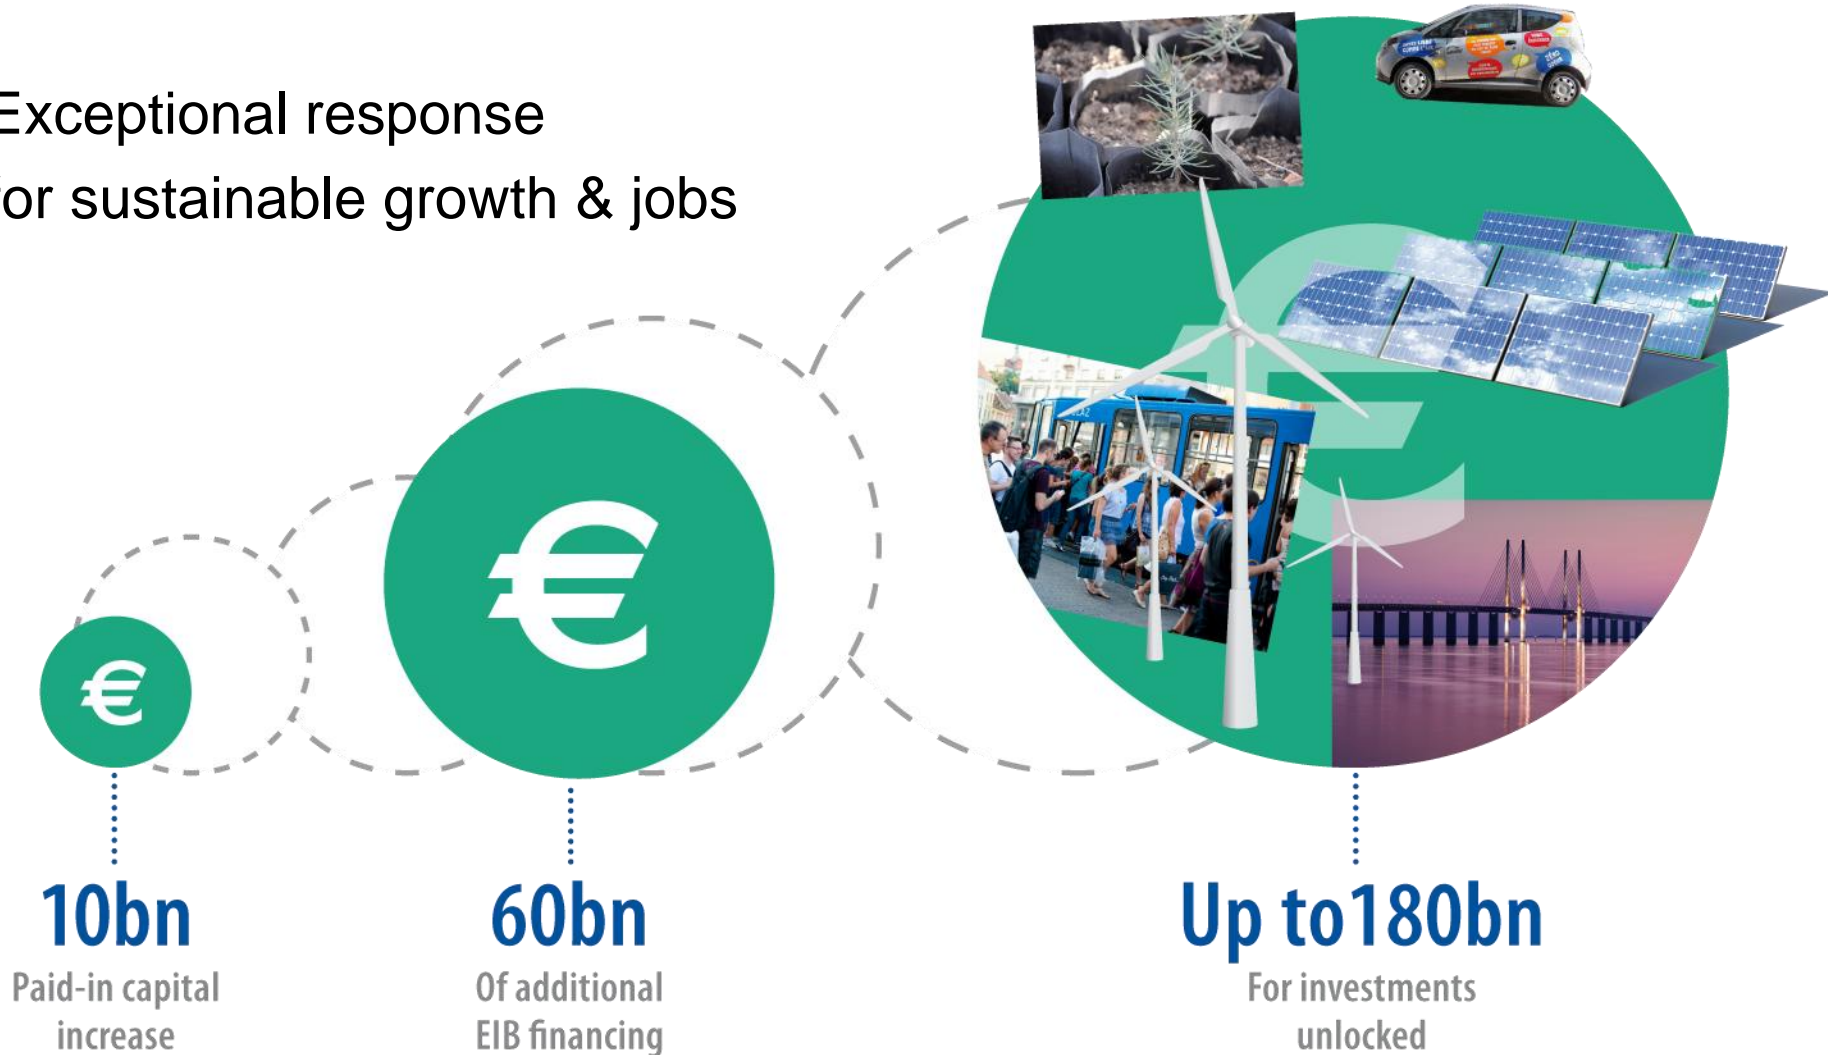 Exceptional response
for sustainable growth & jobs
€
€
€
10bn
Paid-in capital
increase
60bn
Of additional
EIB financing
Up to180bn
For investments
unlocked